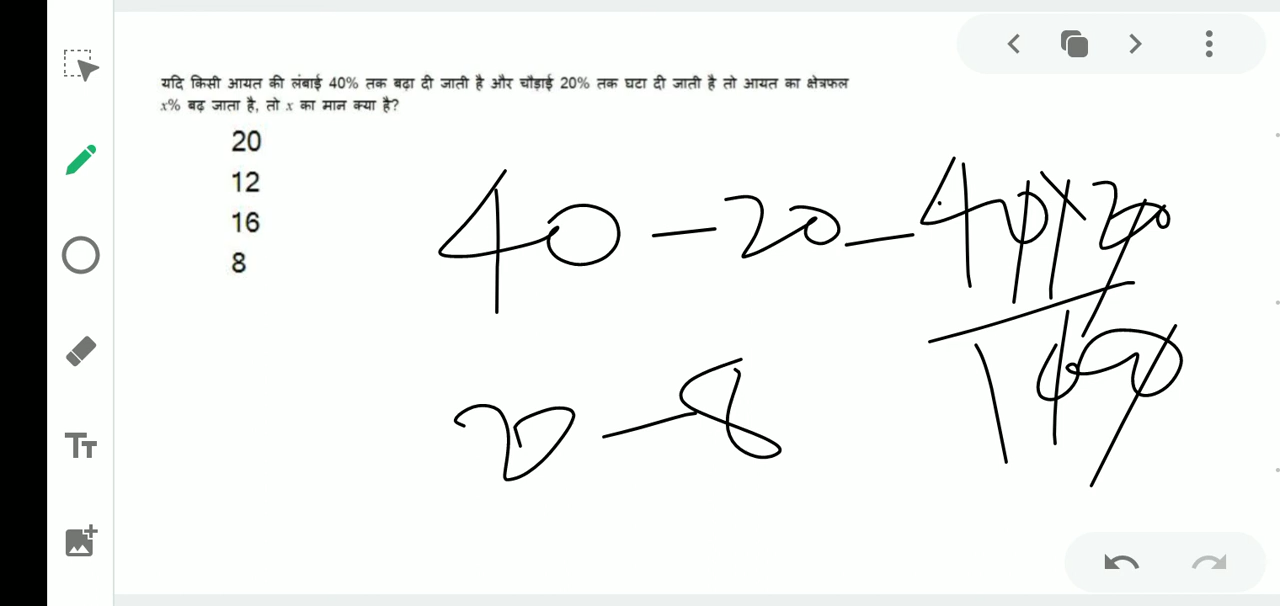 यदि किसी आयत की लंबाई 40% तक बढ़ा दी जाती है और चौड़ाई 20% तक घटा दी जाती है तो आयत का क्षेत्रफल
x% बढ़ जाता है, तो x का मान क्या है?
20
12
16
8
40 - 20 - 40 × 20
100
20 - 8
Tт